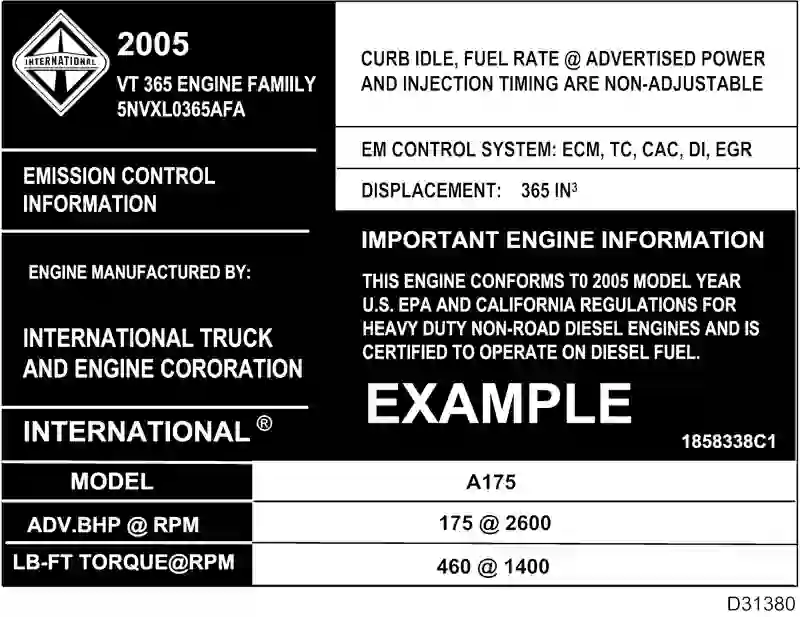 INTERNATIONAL
2005
VT 365 ENGINE FAMIILY
5NVXL0365AFA
EMISSION CONTROL
INFORMATION
ENGINE MANUFACTURED BY:
INTERNATIONAL TRUCK
AND ENGINE CORORATION
INTERNATIONAL ®
CURB IDLE, FUEL RATE @ ADVERTISED POWER
AND INJECTION TIMING ARE NON-ADJUSTABLE
EM CONTROL SYSTEM: ECM, TC, CAC, DI, EGR
DISPLACEMENT: 365 IN³
IMPORTANT ENGINE INFORMATION
THIS ENGINE CONFORMS T0 2005 MODEL YEAR
U.S. EPA AND CALIFORNIA REGULATIONS FOR
HEAVY DUTY NON-ROAD DIESEL ENGINES AND IS
CERTIFIED TO OPERATE ON DIESEL FUEL.
EXAMPLE
1858338C1
MODEL A175
ADV.BHP @ RPM 175 @ 2600
LB-FT TORQUE@RPM 460 @ 1400
D31380